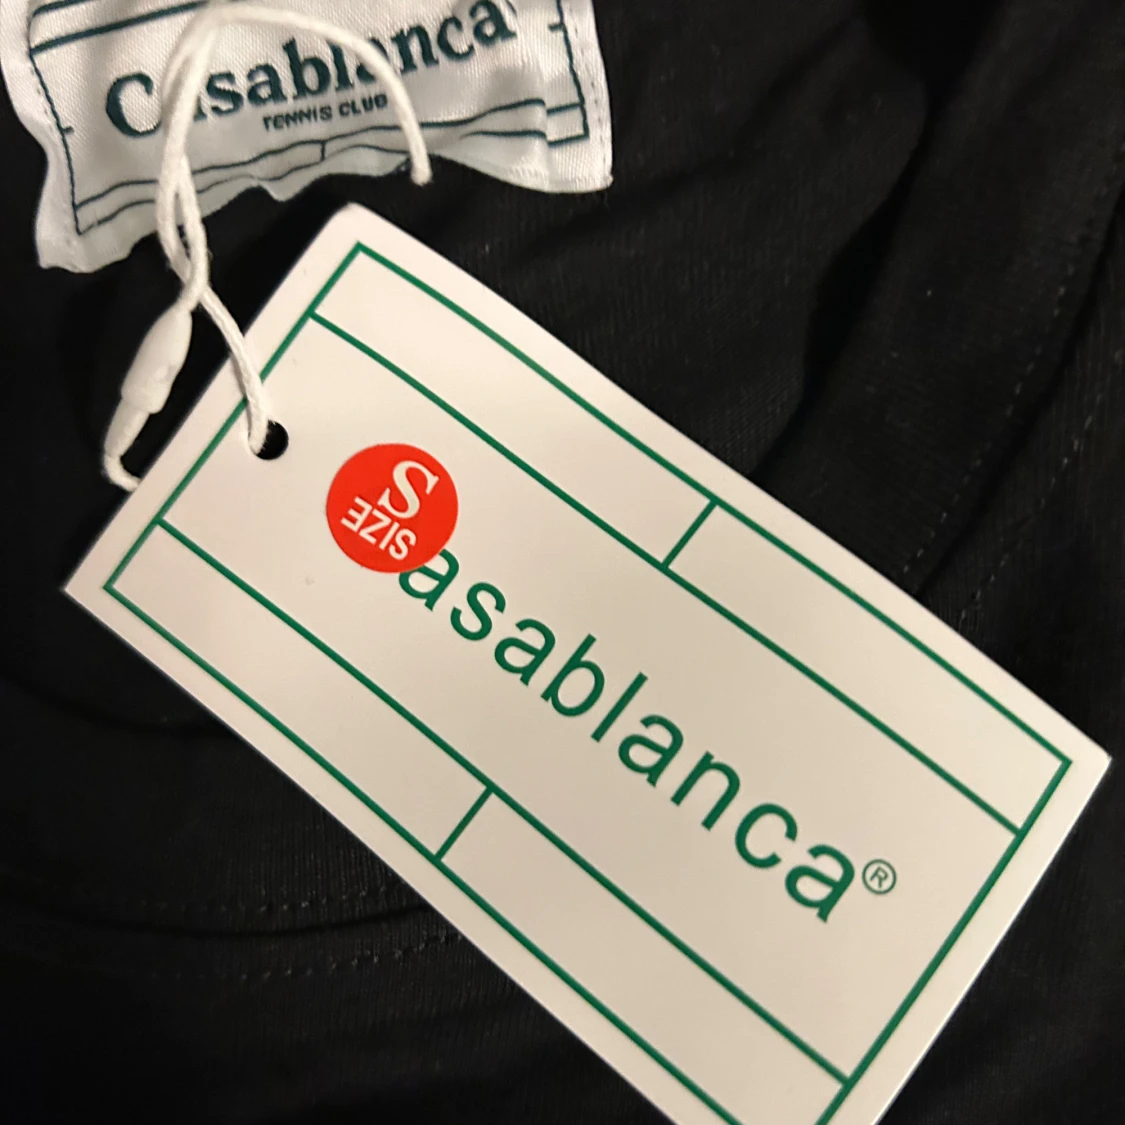 Casablanca
TENNIS CLUB
S
SIZE
asablanca®